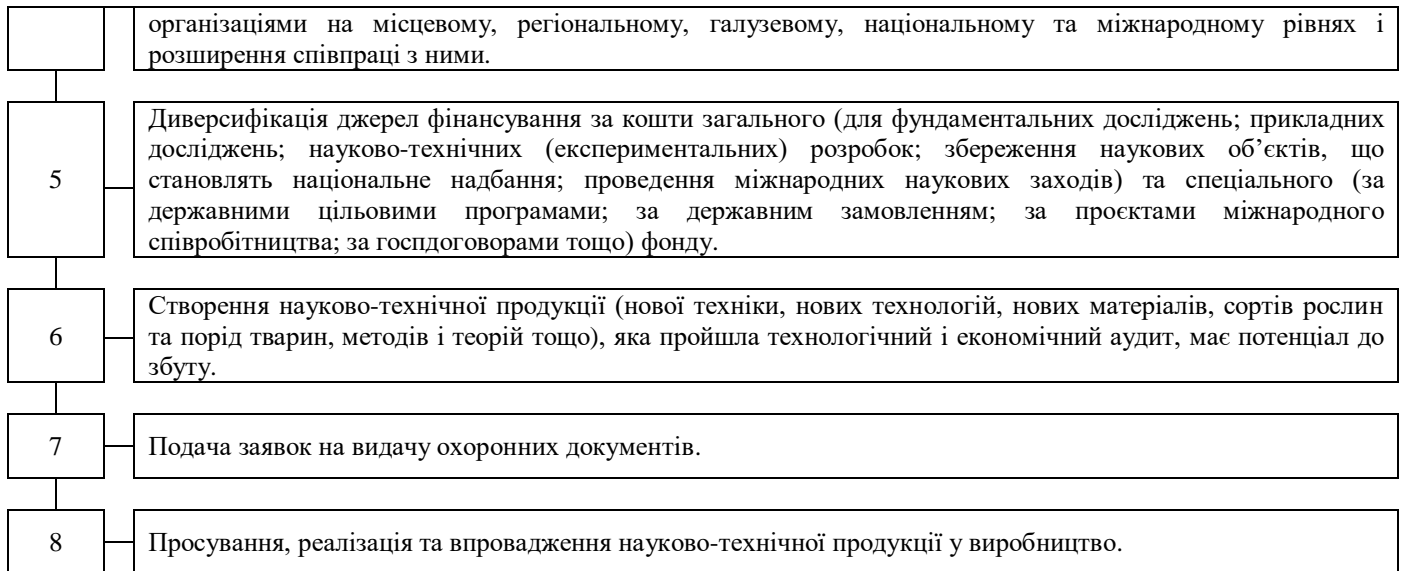 організаціями на місцевому, регіональному, галузевому, національному та міжнародному рівнях і
розширення співпраці з ними.
5
Диверсифікація джерел фінансування за кошти загального (для фундаментальних досліджень; прикладних
досліджень; науково-технічних (експериментальних) розробок; збереження наукових об’єктів, що
становлять національне надбання; проведення міжнародних наукових заходів) та спеціального (за
державними цільовими програмами; за державним замовленням; за проєктами міжнародного
співробітництва; за госпдоговорами тощо) фонду.
6
Створення науково-технічної продукції (нової техніки, нових технологій, нових матеріалів, сортів рослин
та порід тварин, методів і теорій тощо), яка пройшла технологічний і економічний аудит, має потенціал до
збуту.
7
Подача заявок на видачу охоронних документів.
8
Просування, реалізація та впровадження науково-технічної продукції у виробництво.